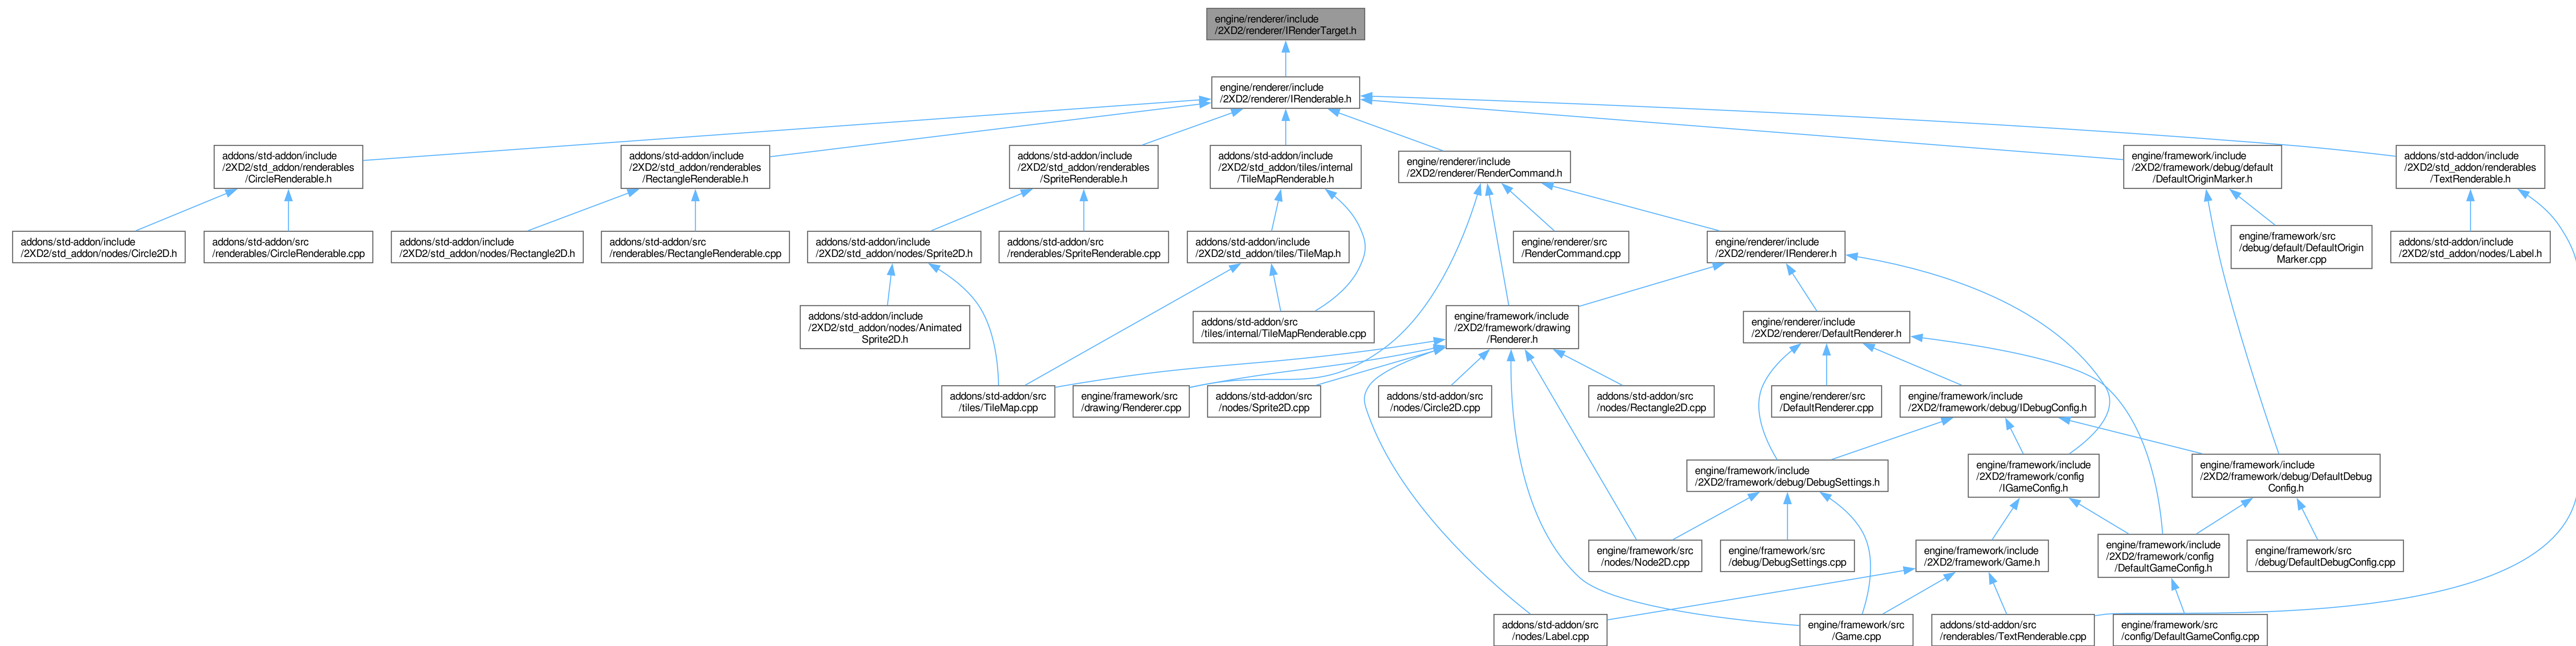 engine/renderer/include
/2XD2/renderer/IRenderTarget.h
engine/renderer/include
/2XD2/renderer/IRenderable.h
addons/std-addon/include
/2XD2/std_addon/renderables
/CircleRenderable.h
addons/std-addon/include
/2XD2/std_addon/renderables
/RectangleRenderable.h
addons/std-addon/include
/2XD2/std_addon/renderables
/SpriteRenderable.h
addons/std-addon/include
/2XD2/std_addon/tiles/internal
/TileMapRenderable.h
engine/renderer/include
/2XD2/renderer/RenderCommand.h
engine/framework/include
/2XD2/framework/debug/default
/DefaultOriginMarker.h
addons/std-addon/include
/2XD2/std_addon/renderables
/TextRenderable.h
addons/std-addon/include
/2XD2/std_addon/nodes/Circle2D.h
addons/std-addon/src
/renderables/CircleRenderable.cpp
addons/std-addon/include
/2XD2/std_addon/nodes/Rectangle2D.h
addons/std-addon/src
/renderables/RectangleRenderable.cpp
addons/std-addon/include
/2XD2/std_addon/nodes/Sprite2D.h
addons/std-addon/src
/renderables/SpriteRenderable.cpp
addons/std-addon/include
/2XD2/std_addon/tiles/TileMap.h
engine/renderer/src
/RenderCommand.cpp
engine/renderer/include
/2XD2/renderer/IRenderer.h
engine/framework/src
/debug/default/DefaultOrigin
Marker.cpp
addons/std-addon/include
/2XD2/std_addon/nodes/Label.h
addons/std-addon/include
/2XD2/std_addon/nodes/Animated
Sprite2D.h
addons/std-addon/src
/tiles/internal/TileMapRenderable.cpp
engine/framework/include
/2XD2/framework/drawing
/Renderer.h
engine/renderer/include
/2XD2/renderer/DefaultRenderer.h
addons/std-addon/src
/tiles/TileMap.cpp
engine/framework/src
/drawing/Renderer.cpp
addons/std-addon/src
/nodes/Sprite2D.cpp
addons/std-addon/src
/nodes/Circle2D.cpp
addons/std-addon/src
/nodes/Rectangle2D.cpp
engine/renderer/src
/DefaultRenderer.cpp
engine/framework/include
/2XD2/framework/debug/IDebugConfig.h
engine/framework/include
/2XD2/framework/debug/DebugSettings.h
engine/framework/include
/2XD2/framework/config
/IGameConfig.h
engine/framework/include
/2XD2/framework/debug/DefaultDebug
Config.h
engine/framework/src
/nodes/Node2D.cpp
engine/framework/src
/debug/DebugSettings.cpp
engine/framework/include
/2XD2/framework/Game.h
engine/framework/include
/2XD2/framework/config
/DefaultGameConfig.h
engine/framework/src
/debug/DefaultDebugConfig.cpp
addons/std-addon/src
/nodes/Label.cpp
engine/framework/src
/Game.cpp
addons/std-addon/src
/renderables/TextRenderable.cpp
engine/framework/src
/config/DefaultGameConfig.cpp